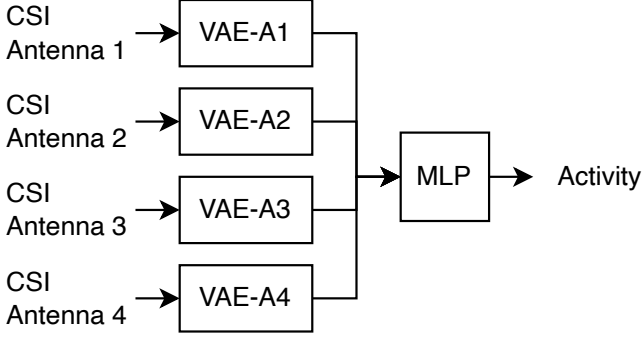 CSI
Antenna 1
VAE-A1
CSI
Antenna 2
VAE-A2
CSI
Antenna 3
VAE-A3
CSI
Antenna 4
VAE-A4
MLP
Activity